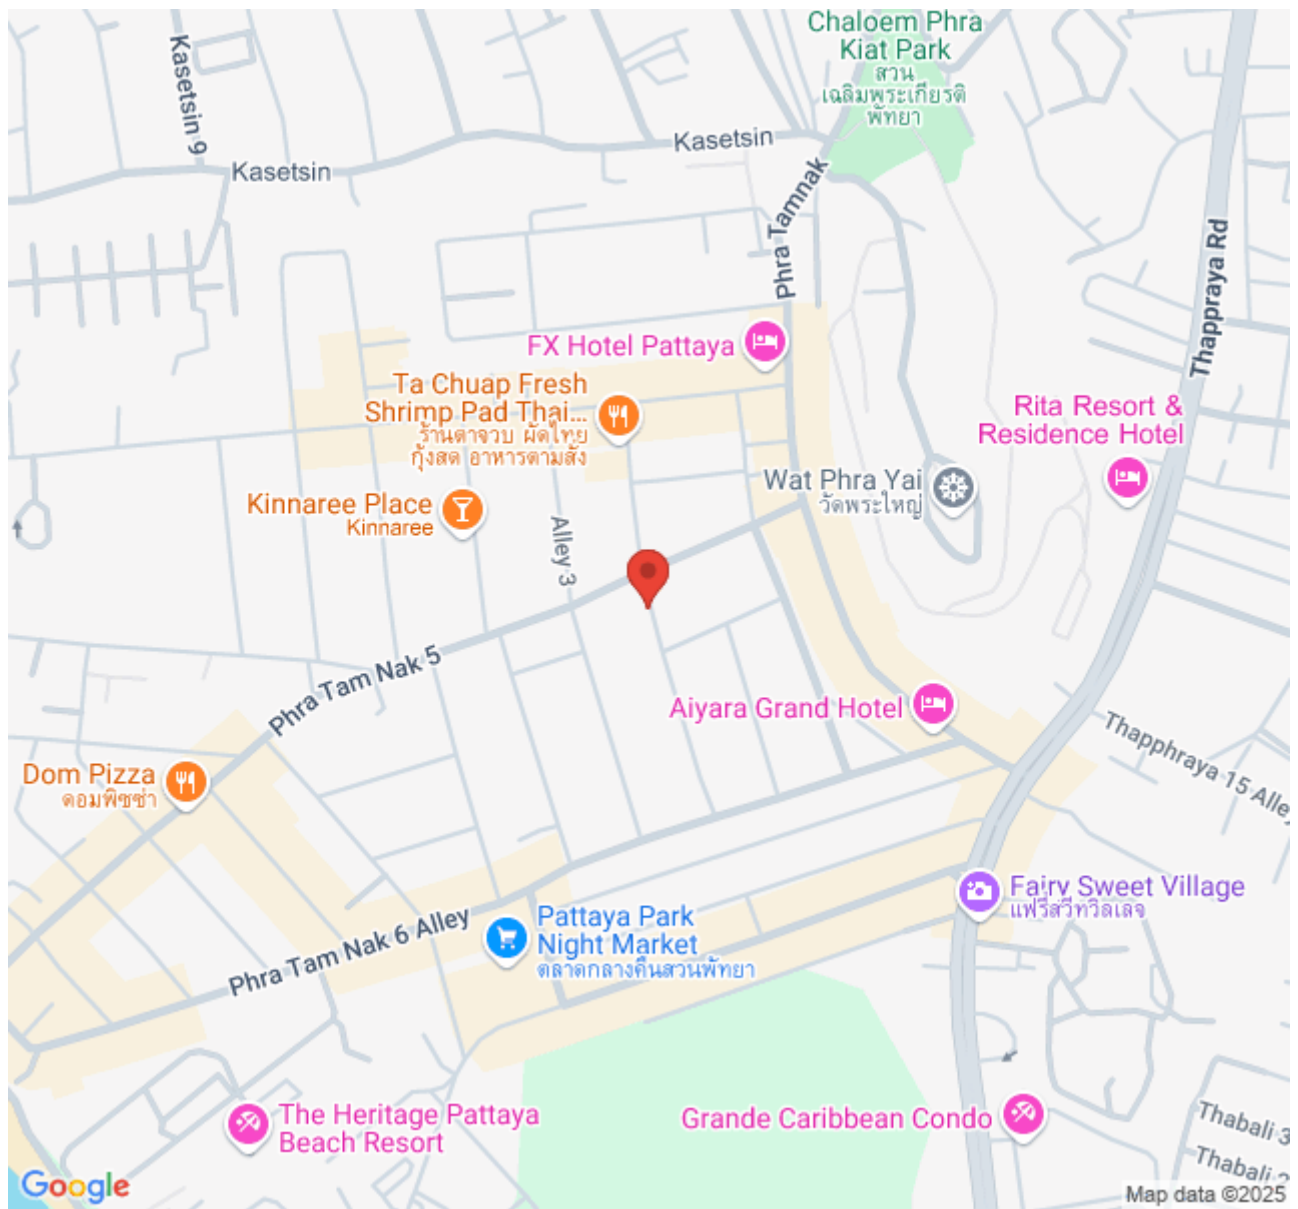 Chaloem Phra
Kiat Park
สวน
เฉลิมพระเกียรติ
พัทยา
Kasetsin 9
Kasetsin
Kasetsin
Phra Tamnak
Thappraya Rd
FX Hotel Pattaya
Ta Chuap Fresh
Shrimp Pad Thai...
ร้านตาจวบ ผัดไทย
กุ้งสด อาหารตามสั่ง
Rita Resort &
Residence Hotel
Wat Phra Yai
วัดพระใหญ่
Kinnaree Place
Kinnaree
Alley 3
Phra Tam Nak 5
Aiyara Grand Hotel
Thapphraya 15 Alley
Dom Pizza
ดอมพิซซ่า
Fairy Sweet Village
แฟรี่สวีทวิลเลจ
Pattaya Park
Night Market
ตลาดกลางคืนสวนพัทยา
Phra Tam Nak 6 Alley
The Heritage Pattaya
Beach Resort
Grande Caribbean Condo
Thabali 3
Thabali 2
Google
Map data ©2025